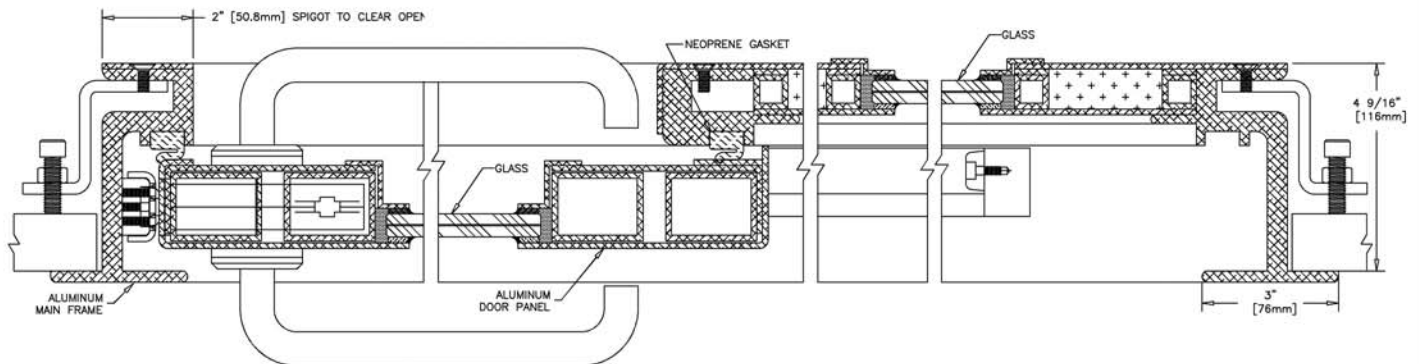 2" [50.8mm] SPIGOT TO CLEAR OPEN
NEOPRENE GASKET
GLASS
4 9/16"
[116mm]
GLASS
ALUMINUM
MAIN FRAME
ALUMINUM
DOOR PANEL
3"
[76mm]